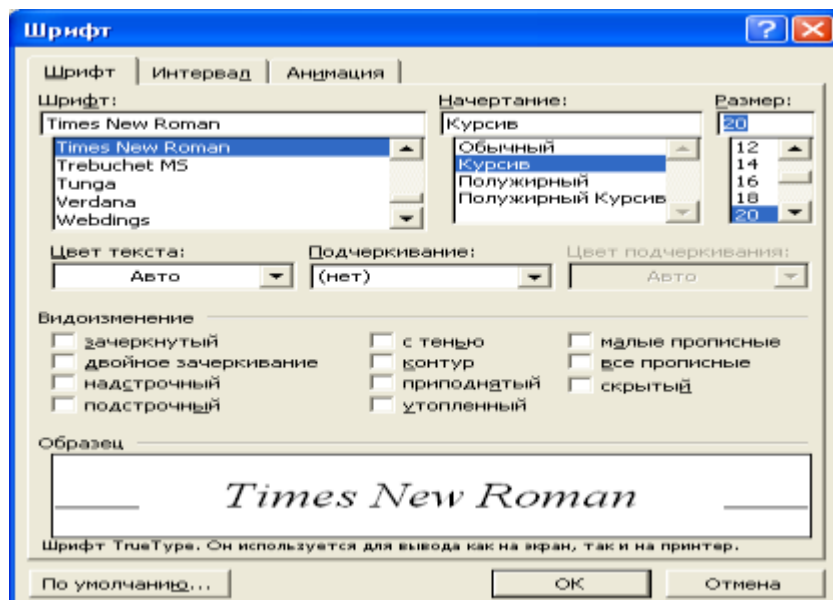 Шрифт
Шрифт Интервал Анимация
Шрифт: Начертание: Размер:
Times New Roman Курсив 20
Times New Roman Обычный 12
Trebuchet MS Курсив 14
Tunga Полужирный 16
Verdana Полужирный Курсив 18
Webdings 20
Цвет текста: Подчеркивание: Цвет подчеркивания:
Авто (нет) Авто
Видоизменение
зачеркнутый с тенью малые прописные
двойное зачеркивание контур все прописные
надстрочный приподнятый скрытый
подстрочный утопленный
Образец
Times New Roman
Шрифт TrueType. Он используется для вывода как на экран, так и на принтер.
По умолчанию... ОК Отмена